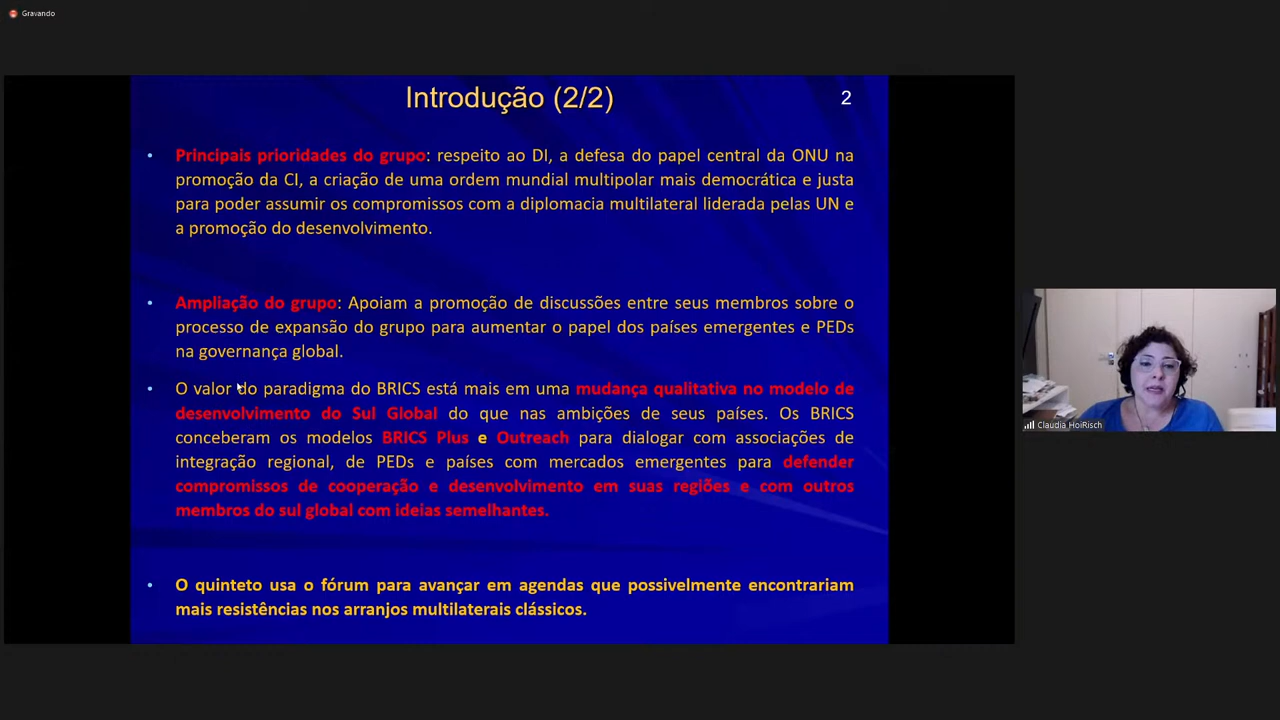 Gravando
Introdução (2/2)
2
• Principais prioridades do grupo: respeito ao DI, a defesa do papel central da ONU na
promoção da CI, a criação de uma ordem mundial multipolar mais democrática e justa
para poder assumir os compromissos com a diplomacia multilateral liderada pelas UN e
a promoção do desenvolvimento.
• Ampliação do grupo: Apoiam a promoção de discussões entre seus membros sobre o
processo de expansão do grupo para aumentar o papel dos países emergentes e PEDs
na governança global.
• O valor do paradigma do BRICS está mais em uma mudança qualitativa no modelo de
desenvolvimento do Sul Global do que nas ambições de seus países. Os BRICS
conceberam os modelos BRICS Plus e Outreach para dialogar com associações de
integração regional, de PEDs e países com mercados emergentes para defender
compromissos de cooperação e desenvolvimento em suas regiões e com outros
membros do sul global com ideias semelhantes.
• O quinteto usa o fórum para avançar em agendas que possivelmente encontrariam
mais resistências nos arranjos multilaterais clássicos.
Claudia HoiRisch